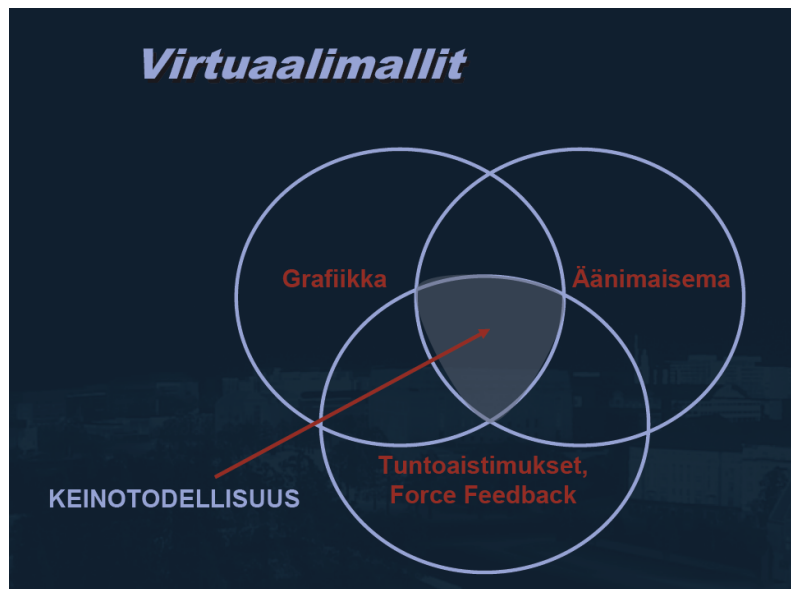 Virtuaalimallit
Grafiikka
Äänimaisema
Tuntoaistimukset,
Force Feedback
KEINOTODELLISUUS